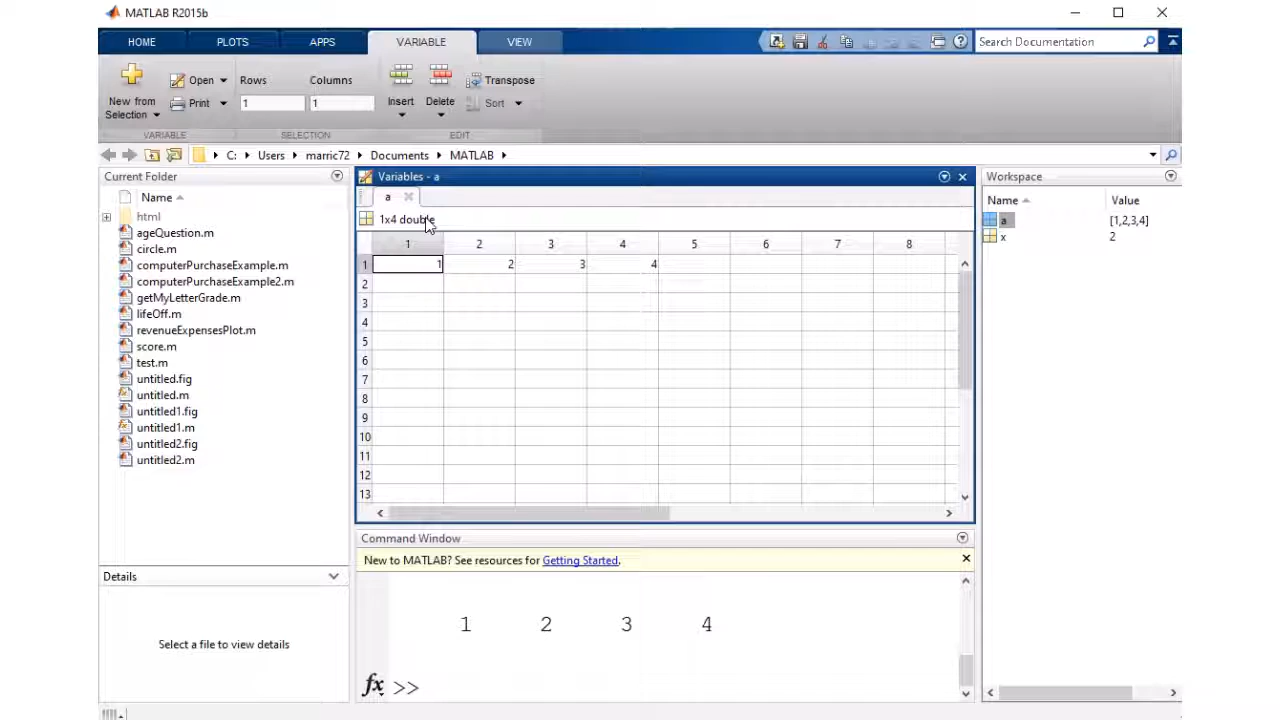 MATLAB R2015b
HOME PLOTS APPS VARIABLE VIEW Search Documentation
New from Selection Open Print Rows 1 Columns 1 Insert Delete Transpose Sort
VARIABLE SELECTION EDIT
C: Users marric72 Documents MATLAB
Current Folder
Name
html
ageQuestion.m
circle.m
computerPurchaseExample.m
computerPurchaseExample2.m
getMyLetterGrade.m
lifeOff.m
revenueExpensesPlot.m
score.m
test.m
untitled.fig
untitled.m
untitled1.fig
untitled1.m
untitled2.fig
untitled2.m
Details
Select a file to view details
Variables - a
a
1x4 double
1 2 3 4 5 6 7 8
1 1 2 3 4
2
3
4
5
6
7
8
9
10
11
12
13
Command Window
New to MATLAB? See resources for Getting Started.
1 2 3 4
fx >>
Workspace
Name Value
a [1,2,3,4]
x 2